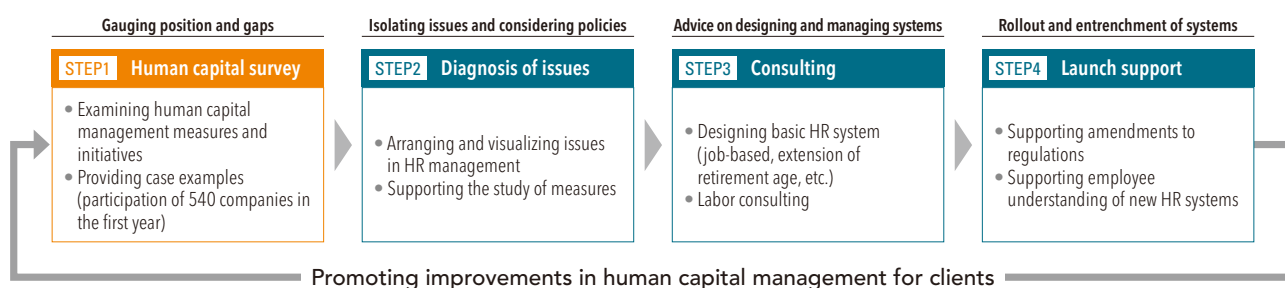 Gauging position and gaps
STEP1 Human capital survey
• Examining human capital
management measures and
initiatives
• Providing case examples
(participation of 540 companies in
the first year)
Isolating issues and considering policies
STEP2 Diagnosis of issues
• Arranging and visualizing issues
in HR management
• Supporting the study of measures
Advice on designing and managing systems
STEP3 Consulting
• Designing basic HR system
(job-based, extension of
retirement age, etc.)
• Labor consulting
Rollout and entrenchment of systems
STEP4 Launch support
• Supporting amendments to
regulations
• Supporting employee
understanding of new HR systems
Promoting improvements in human capital management for clients